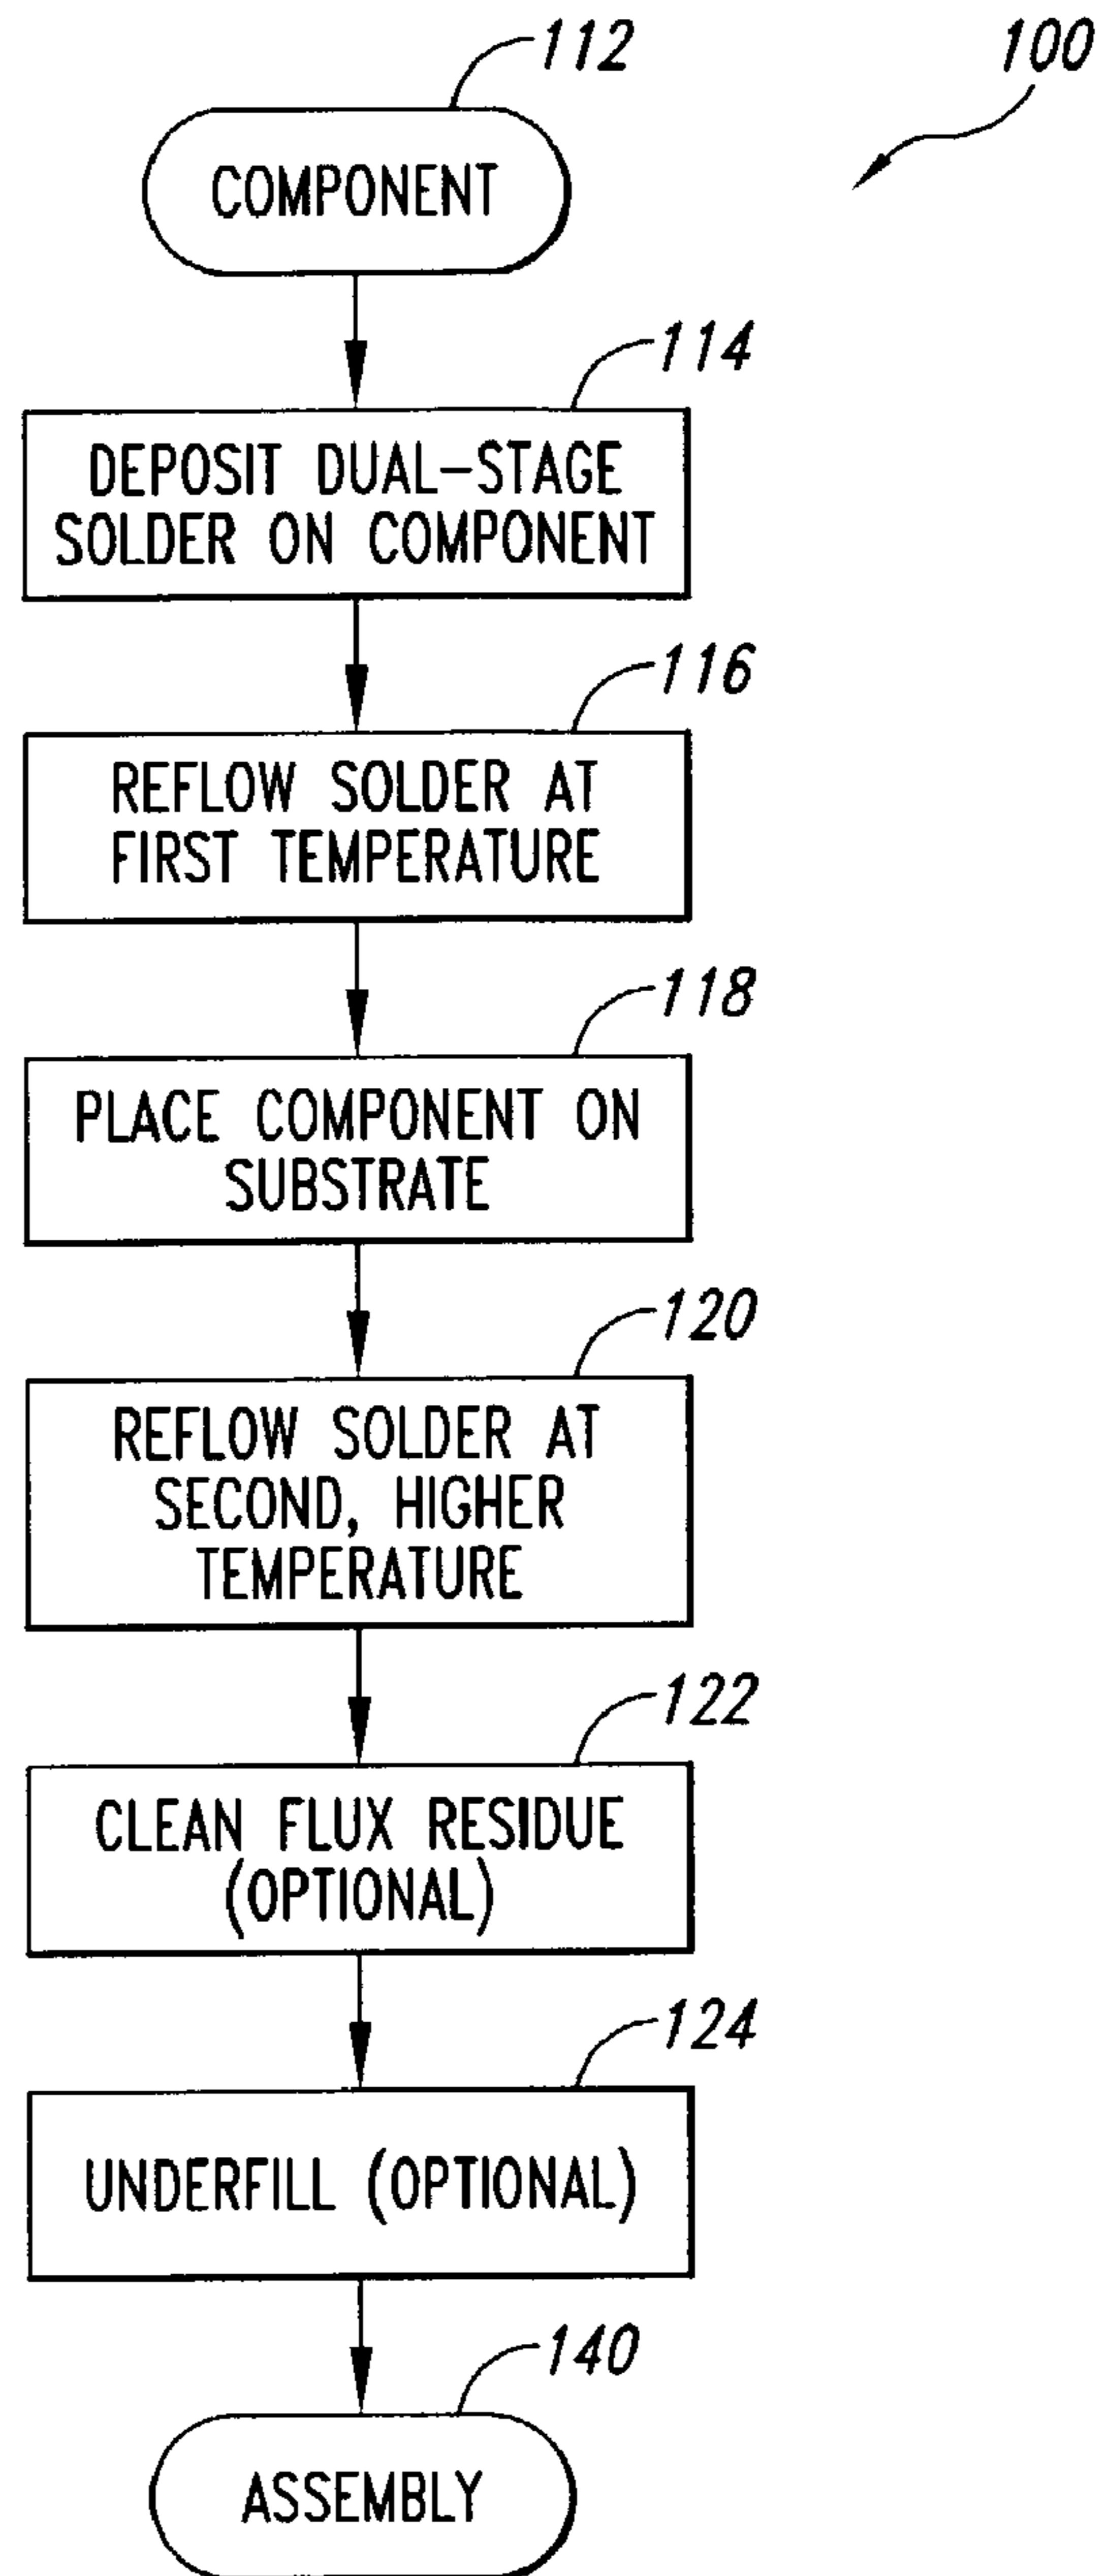 112
100
COMPONENT
114
DEPOSIT DUAL-STAGE
SOLDER ON COMPONENT
116
REFLOW SOLDER AT
FIRST TEMPERATURE
118
PLACE COMPONENT ON
SUBSTRATE
120
REFLOW SOLDER AT
SECOND, HIGHER
TEMPERATURE
122
CLEAN FLUX RESIDUE
(OPTIONAL)
124
UNDERFILL (OPTIONAL)
140
ASSEMBLY